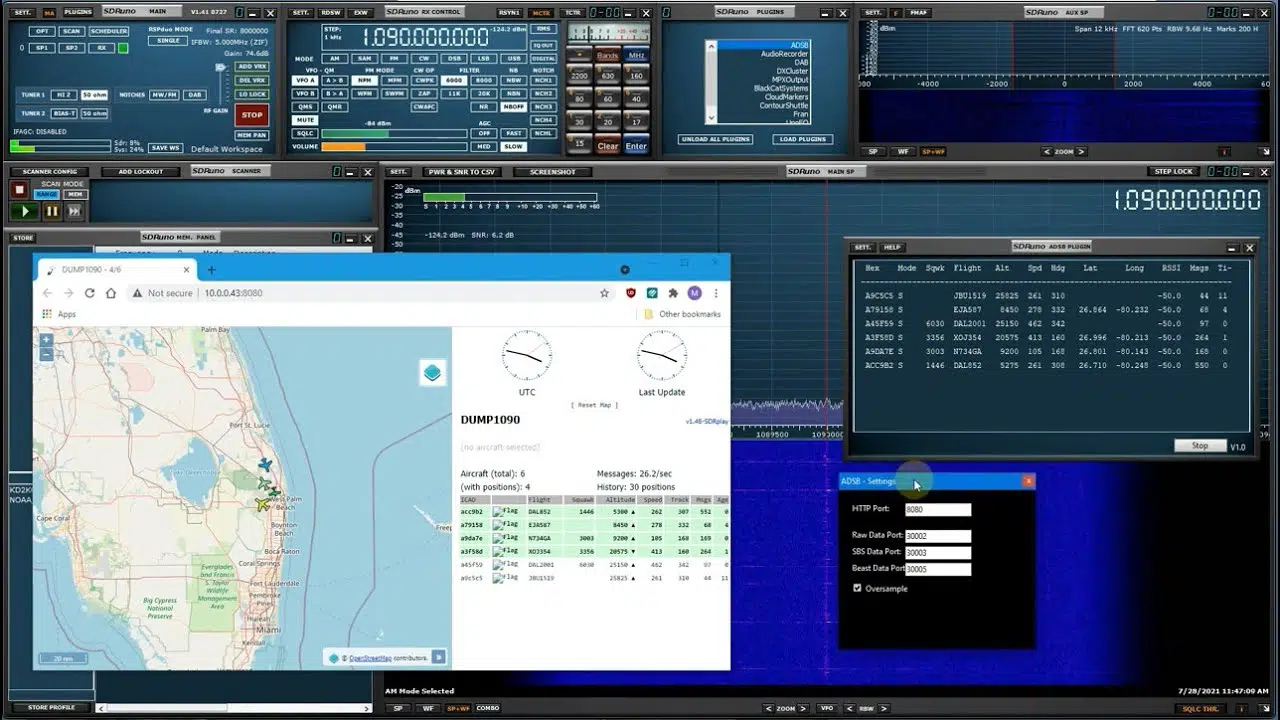 SETT. MA PLUGINS SDRuno MAIN V1.41 0727
OPT SCAN SCHEDULER
RSPduo MODE
SINGLE
Final SR: 8000000
IFBW: 5.000MHz (ZIF)
Gain: 74.6dB
0 SP1 SP2 RX
ADD VRX
DEL VRX
LO LOCK
TUNER 1 HI Z 50 ohm NOTCHES MW/FM DAB
TUNER 2 BIAS-T 50 ohm
RF GAIN
STOP
MEM PAN
IFAGC: DISABLED
Sdr: 8%
Sys: 24%
SAVE WS
Default Workspace
SETT. RDSW EXW SDRuno RX CONTROL RSYN1 MCTR TCTR 0-00
STEP:
1 kHz
1.090.000.000
-124.2 dBm
RMS
SQ OUT
MODE AM SAM FM CW DSB LSB USB DIGITAL
VFO - QM FM MODE CW OP FILTER NB NOTCH
VFO A A > B NFM MFM CWPK 6000 8000 NBW NCH1
VFO B B > A WFM SWFM ZAP 11K 20K NBN NCH2
QMS QMR CWAFC NR NBOFF NCH3
MUTE -84 dBm AGC NCH4
SQLC OFF FAST NCHL
VOLUME MED SLOW
Bands MHz
2200 630 160
80 60 40
30 20 17
15 Clear Enter
SDRuno PLUGINS
ADSB
AudioRecorder
DAB
DXCluster
MPXOutput
BlackCatSystems
CloudMarkers
ContourShuttle
Fran
UNLOAD ALL PLUGINS LOAD PLUGINS
SETT. F FMAP SDRuno AUX SP 0-00
dBm
Span 12 kHz FFT 620 Pts RBW 9.68 Hz Marks 200 H
-4000 -2000 0 2000 4000
SP WF SP+WF < ZOOM >
SCANNER CONFIG ADD LOCKOUT SDRuno SCANNER
SCAN MODE
RANGE MEM
STORE SDRuno MEM. PANEL
KD2K
NOAA
STORE PROFILE
SETT. PWR & SNR TO CSV SCREENSHOT SDRuno MAIN SP STEP LOCK 0-00
-20
-25
-30
-35
-40
-45
-50
dBm
S 1 2 3 4 5 6 7 8 9 +10 +20 +30 +40 +50 +60
-124.2 dBm SNR: 6.2 dB
1.090.000.000
1089500 1090000
DUMP1090 - 4/6
Not secure 10.0.0.43:8080
M
Apps
Other bookmarks
Palm Bay
Port St. Lucie
West Palm
Beach
Boynton
Beach
Boca Raton
Cape Coral
Coral Springs
Fort Lauderdale
Pembroke
Pines
Hialeah
Miami
Kendall
Everglades
and Francis
S. Taylor
Wildlife
Management
Area
Big Cypress
National
Preserve
Freep
20 nm
© OpenStreetMap contributors.
UTC
Last Update
[ Reset Map ]
DUMP1090
v1.48-SDRplay
(no aircraft selected)
Aircraft (total): 6 Messages: 26.2/sec
(with positions): 4 History: 30 positions
ICAO Flight Squawk Altitude Speed Track Msgs Age
acc9b2 flag DAL852 1446 5300 ▲ 262 307 552 0
a79158 flag EJA587 8450 ▲ 278 332 68 4
a9da7e flag N734GA 3003 9200 ▲ 105 168 169 0
a3f58d flag XOJ354 3356 20575 ▼ 413 160 264 1
a45f59 flag DAL2001 6030 25150 ▲ 462 342 97 0
a9c5c5 flag JBU1519 25825 ▲ 261 310 44 11
SETT. HELP SDRuno ADSB PLUGIN
Hex Mode Sqwk Flight Alt Spd Hdg Lat Long RSSI Msgs Ti-
A9C5C5 S JBU1519 25825 261 310 -50.0 44 11
A79158 S EJA587 8450 278 332 26.864 -80.232 -50.0 68 4
A45F59 S 6030 DAL2001 25150 462 342 -50.0 97 0
A3F58D S 3356 XOJ354 20575 413 160 26.996 -80.213 -50.0 264 1
A9DA7E S 3003 N734GA 9200 105 168 26.801 -80.143 -50.0 168 0
ACC9B2 S 1446 DAL852 5275 261 308 26.710 -80.248 -50.0 550 0
Stop V1.0
ADSB - Settings
HTTP Port: 8080
Raw Data Port: 30002
SBS Data Port: 30003
Beast Data Port 30005
Oversample
AM Mode Selected
7/28/2021 11:47:09 AM
SP WF SP+WF COMBO < ZOOM > VFO < RBW > SQLC THR.